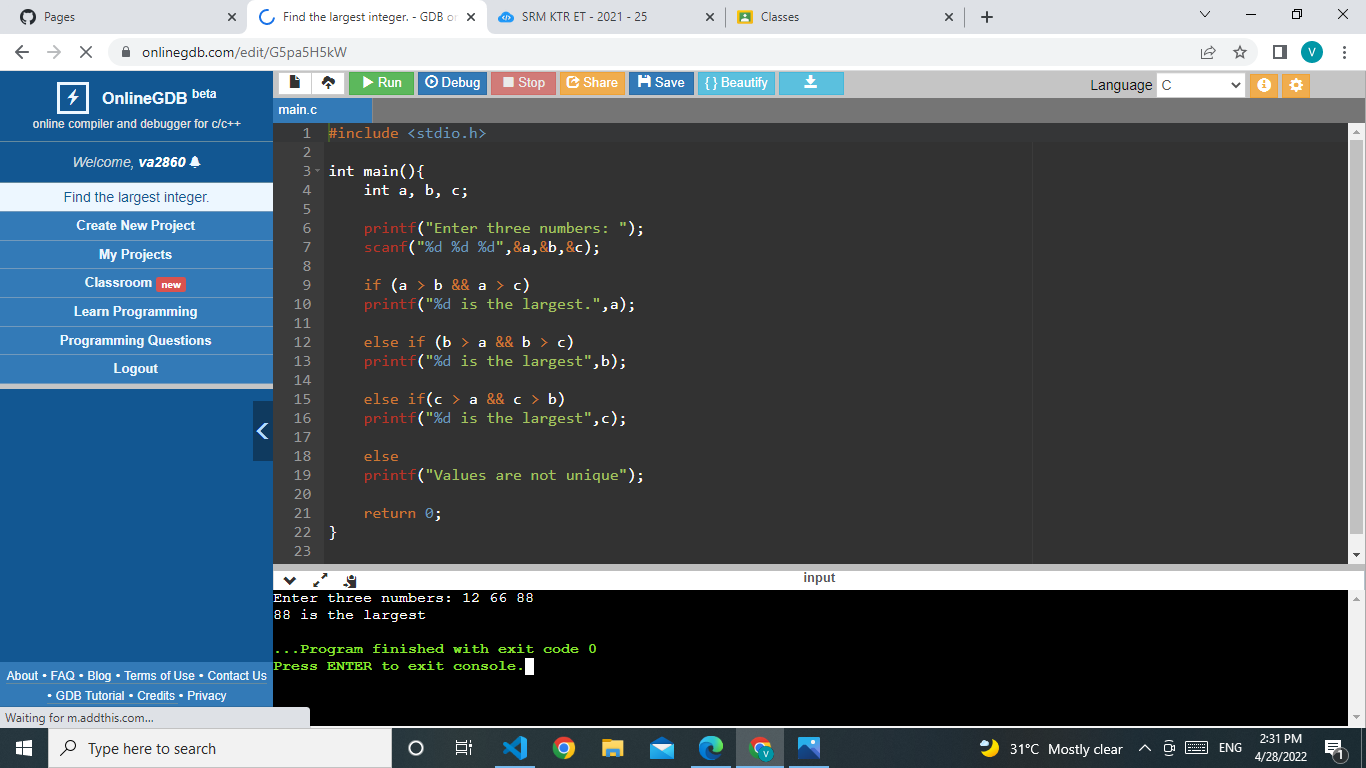 Pages
Find the largest integer. - GDB or
SRM KTR ET - 2021 - 25
Classes
onlinegdb.com/edit/G5pa5H5kW
V
OnlineGDB beta
online compiler and debugger for c/c++
Welcome, va2860
Find the largest integer.
Create New Project
My Projects
Classroom new
Learn Programming
Programming Questions
Logout
About • FAQ • Blog • Terms of Use • Contact Us
• GDB Tutorial • Credits • Privacy
Waiting for m.addthis.com...
Run Debug Stop Share Save { } Beautify Language C
main.c
1 #include <stdio.h>
2
3 int main(){
4 int a, b, c;
5
6 printf("Enter three numbers: ");
7 scanf("%d %d %d",&a,&b,&c);
8
9 if (a > b && a > c)
10 printf("%d is the largest.",a);
11
12 else if (b > a && b > c)
13 printf("%d is the largest",b);
14
15 else if(c > a && c > b)
16 printf("%d is the largest",c);
17
18 else
19 printf("Values are not unique");
20
21 return 0;
22 }
23
input
Enter three numbers: 12 66 88
88 is the largest
...Program finished with exit code 0
Press ENTER to exit console.
Type here to search
V
31°C Mostly clear
ENG
2:31 PM
4/28/2022
1